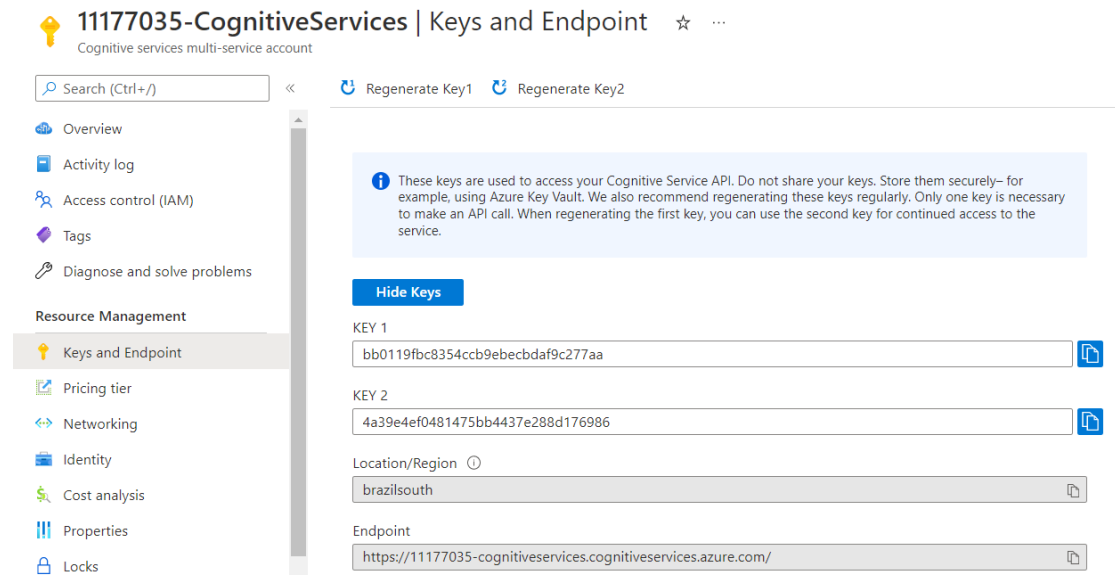 11177035-CognitiveServices | Keys and Endpoint
Cognitive services multi-service account
Search (Ctrl+/)
Regenerate Key1
Regenerate Key2
Overview
Activity log
Access control (IAM)
Tags
Diagnose and solve problems
Resource Management
Keys and Endpoint
Pricing tier
Networking
Identity
Cost analysis
Properties
Locks
These keys are used to access your Cognitive Service API. Do not share your keys. Store them securely– for
example, using Azure Key Vault. We also recommend regenerating these keys regularly. Only one key is necessary
to make an API call. When regenerating the first key, you can use the second key for continued access to the
service.
Hide Keys
KEY 1
bb0119fbc8354ccb9ebecbdaf9c277aa
KEY 2
4a39e4ef0481475bb4437e288d176986
Location/Region
brazilsouth
Endpoint
https://11177035-cognitiveservices.cognitiveservices.azure.com/